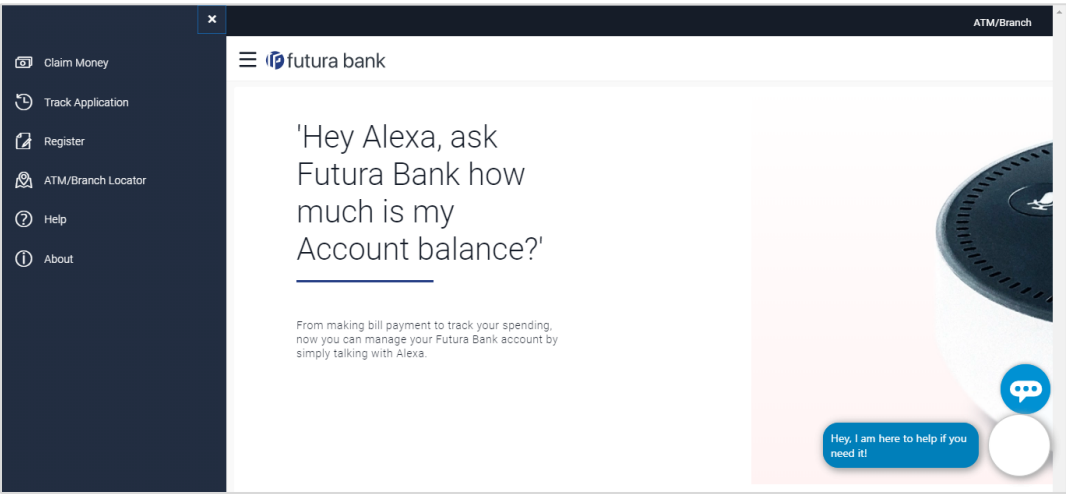 ATM/Branch
Claim Money
Track Application
Register
ATM/Branch Locator
Help
About
futura bank
'Hey Alexa, ask
Futura Bank how
much is my
Account balance?'
From making bill payment to track your spending,
now you can manage your Futura Bank account by
simply talking with Alexa.
Hey, I am here to help if you
need it!